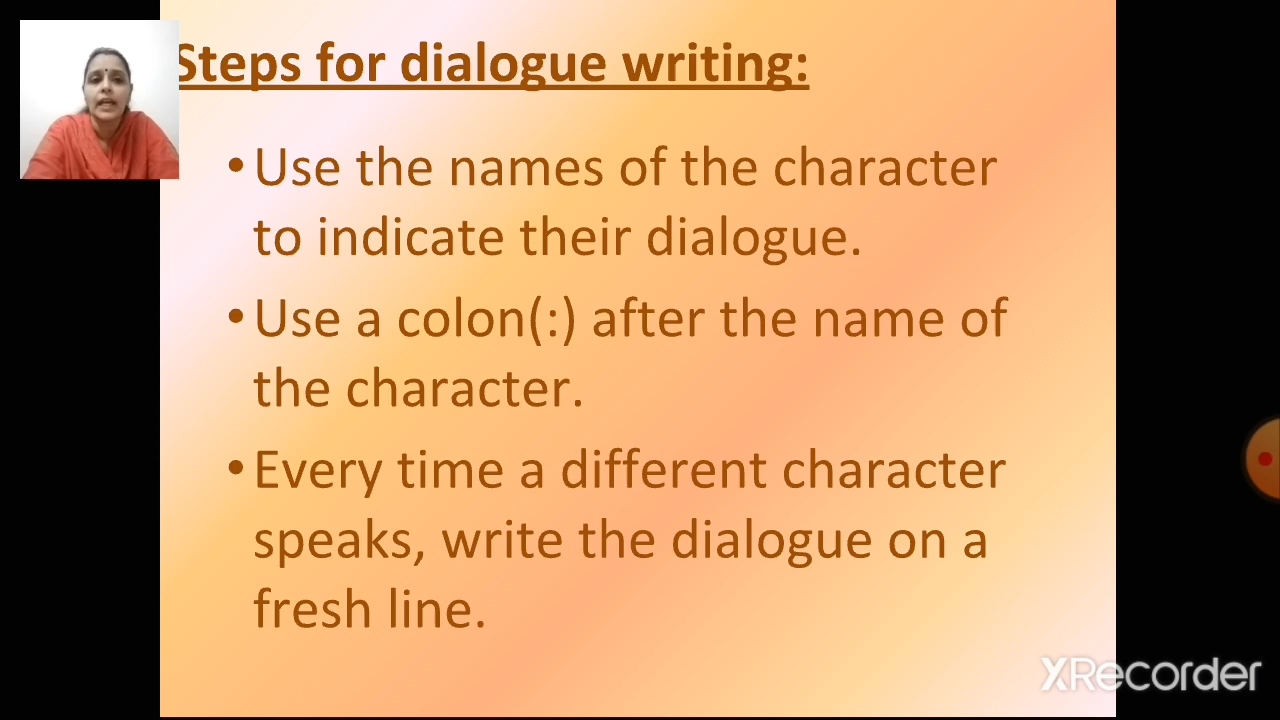 Steps for dialogue writing:
•Use the names of the character
to indicate their dialogue.
•Use a colon(:) after the name of
the character.
•Every time a different character
speaks, write the dialogue on a
fresh line.
XRecorder